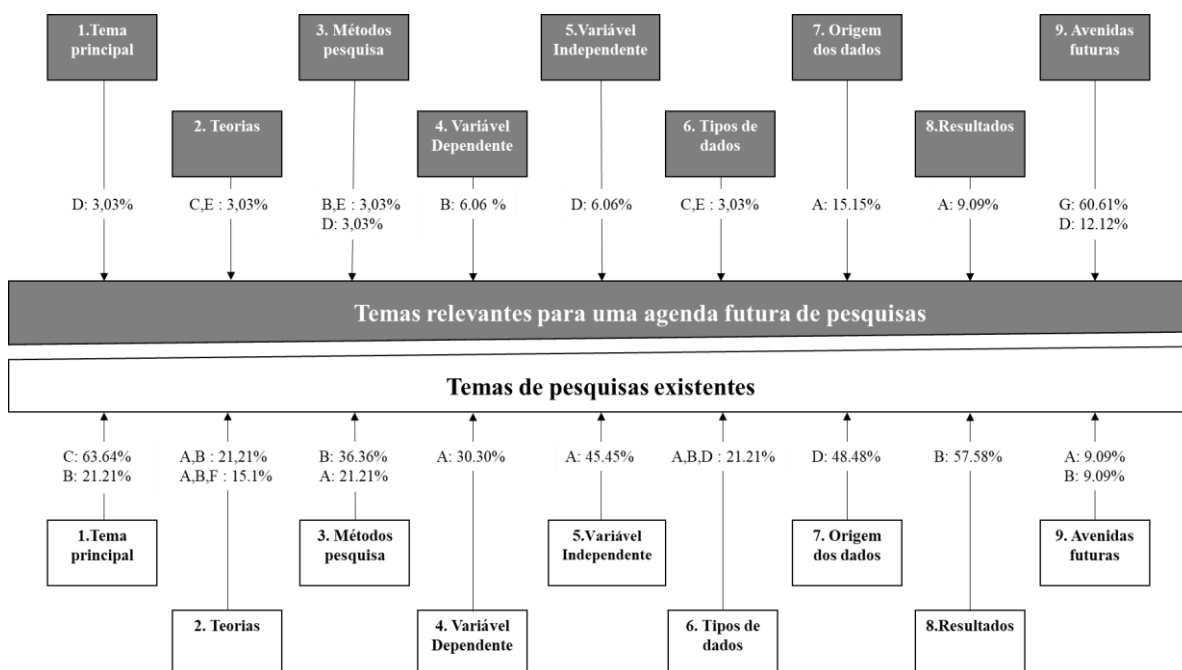 1.Tema
principal
3. Métodos
pesquisa
5.Variável
Independente
7. Origem
dos dados
9. Avenidas
futuras
2. Teorias
4. Variável
Dependente
6. Tipos de
dados
8.Resultados
D: 3,03%
C,E : 3,03%
B,E : 3,03%
D: 3,03%
B: 6.06 %
D: 6.06%
C,E : 3,03%
A: 15.15%
A: 9.09%
G: 60.61%
D: 12.12%
Temas relevantes para uma agenda futura de pesquisas
Temas de pesquisas existentes
C: 63.64%
B: 21.21%
A,B : 21,21%
A,B,F : 15.1%
B: 36.36%
A: 21.21%
A: 30.30%
A: 45.45%
A,B,D : 21.21%
D: 48.48%
B: 57.58%
A: 9.09%
B: 9.09%
1.Tema
principal
3. Métodos
pesquisa
5.Variável
Independente
7. Origem
dos dados
9. Avenidas
futuras
2. Teorias
4. Variável
Dependente
6. Tipos de
dados
8.Resultados